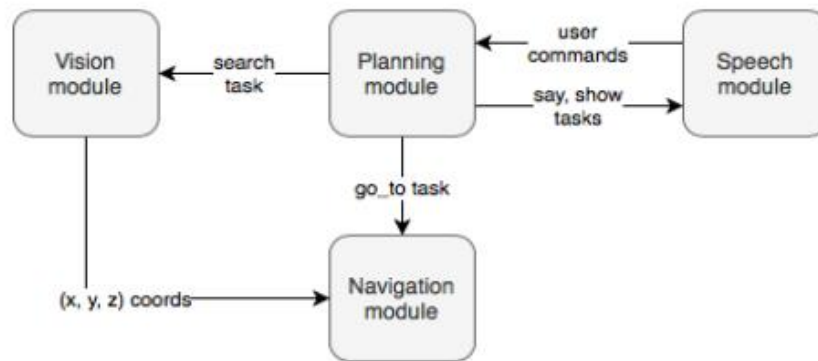 Vision
module
search
task
Planning
module
user
commands
say, show
tasks
Speech
module
go_to task
(x, y, z) coords
Navigation
module